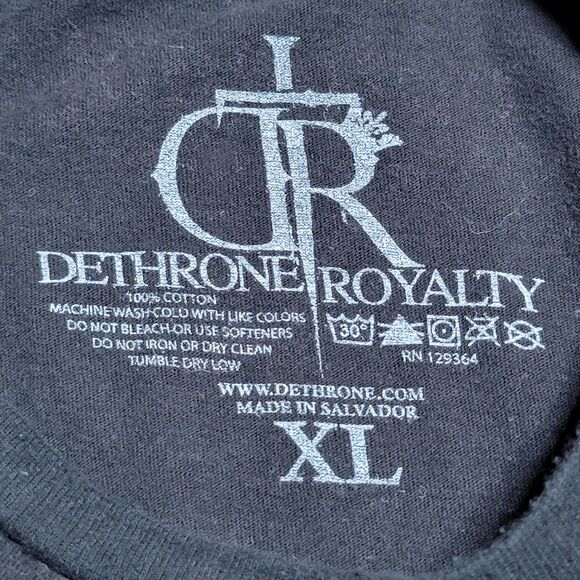 DR
DETHRONE ROYALTY
100% COTTON
MACHINE WASH COLD WITH LIKE COLORS
DO NOT BLEACH OR USE SOFTENERS
DO NOT IRON OR DRY CLEAN
TUMBLE DRY LOW
30°
RN 129364
WWW.DETHRONE.COM
MADE IN SALVADOR
XL